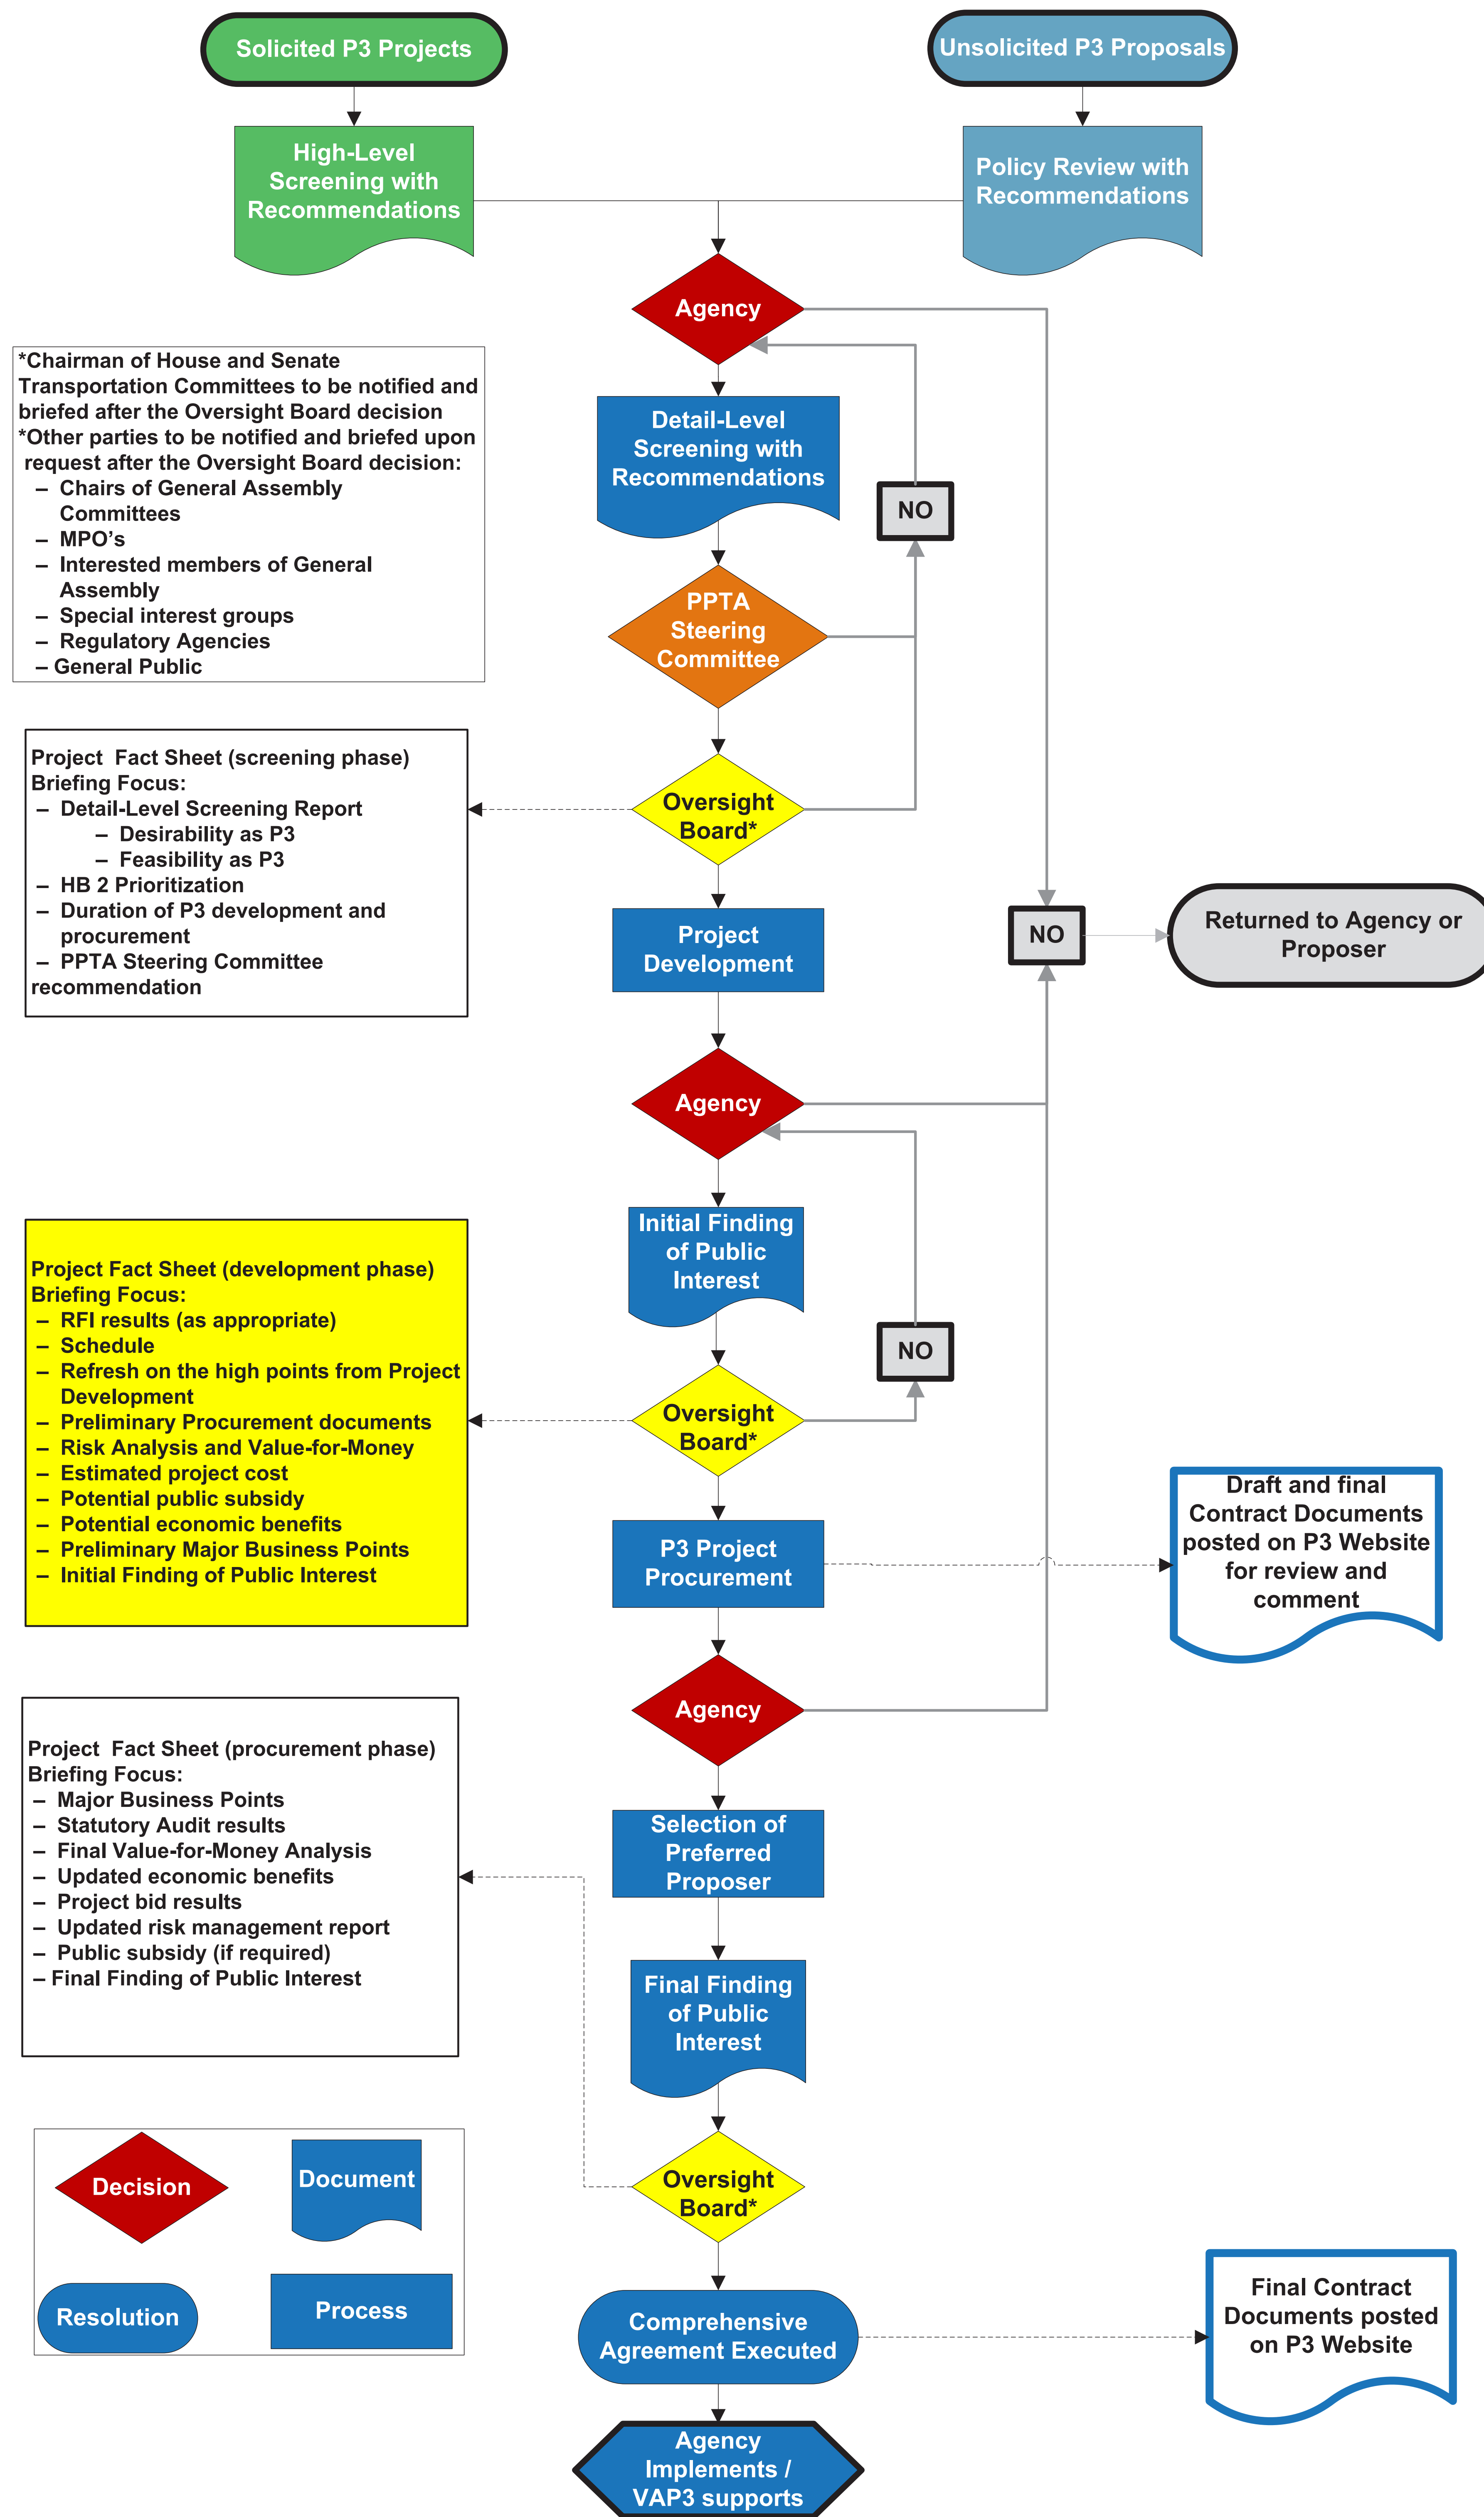 Solicited P3 Projects
Unsolicited P3 Proposals
High-Level
Screening with
Recommendations
Policy Review with
Recommendations
Agency
*Chairman of House and Senate
Transportation Committees to be notified and
briefed after the Oversight Board decision
*Other parties to be notified and briefed upon
request after the Oversight Board decision:
– Chairs of General Assembly
Committees
– MPO's
– Interested members of General
Assembly
– Special interest groups
– Regulatory Agencies
– General Public
Detail-Level
Screening with
Recommendations
NO
PPTA
Steering
Committee
Project Fact Sheet (screening phase)
Briefing Focus:
– Detail-Level Screening Report
– Desirability as P3
– Feasibility as P3
– HB 2 Prioritization
– Duration of P3 development and
procurement
– PPTA Steering Committee
recommendation
Oversight
Board*
Project
Development
NO
Returned to Agency or
Proposer
Agency
Initial Finding
of Public
Interest
NO
Project Fact Sheet (development phase)
Briefing Focus:
– RFI results (as appropriate)
– Schedule
– Refresh on the high points from Project
Development
– Preliminary Procurement documents
– Risk Analysis and Value-for-Money
– Estimated project cost
– Potential public subsidy
– Potential economic benefits
– Preliminary Major Business Points
– Initial Finding of Public Interest
Oversight
Board*
P3 Project
Procurement
Draft and final
Contract Documents
posted on P3 Website
for review and
comment
Agency
Project Fact Sheet (procurement phase)
Briefing Focus:
– Major Business Points
– Statutory Audit results
– Final Value-for-Money Analysis
– Updated economic benefits
– Project bid results
– Updated risk management report
– Public subsidy (if required)
– Final Finding of Public Interest
Selection of
Preferred
Proposer
Final Finding
of Public
Interest
Oversight
Board*
Decision
Document
Resolution
Process
Comprehensive
Agreement Executed
Final Contract
Documents posted
on P3 Website
Agency
Implements /
VAP3 supports